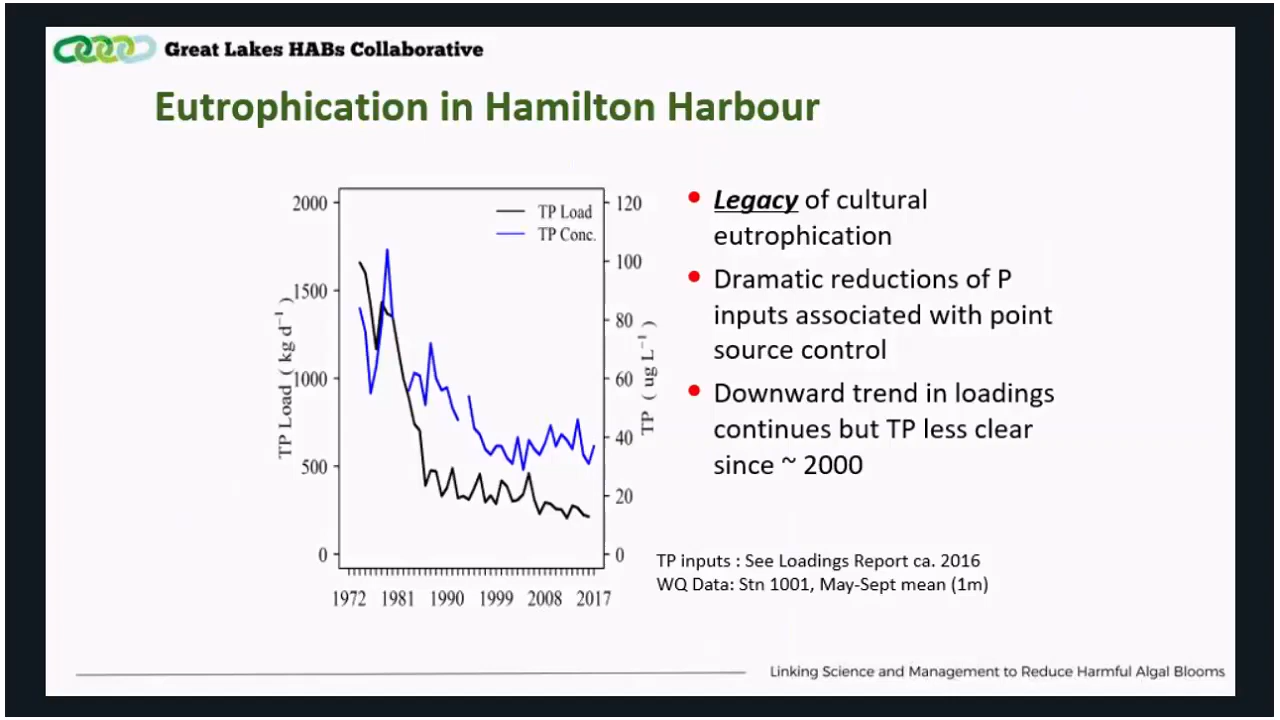 Great Lakes HABs Collaborative
Eutrophication in Hamilton Harbour
2000
1500
1000
500
0
TP Load ( kg d⁻¹ )
TP Load
TP Conc.
120
100
80
60
40
20
0
TP ( ug L⁻¹ )
1972 1981 1990 1999 2008 2017
• Legacy of cultural
eutrophication
• Dramatic reductions of P
inputs associated with point
source control
• Downward trend in loadings
continues but TP less clear
since ~ 2000
TP inputs : See Loadings Report ca. 2016
WQ Data: Stn 1001, May-Sept mean (1m)
Linking Science and Management to Reduce Harmful Algal Blooms